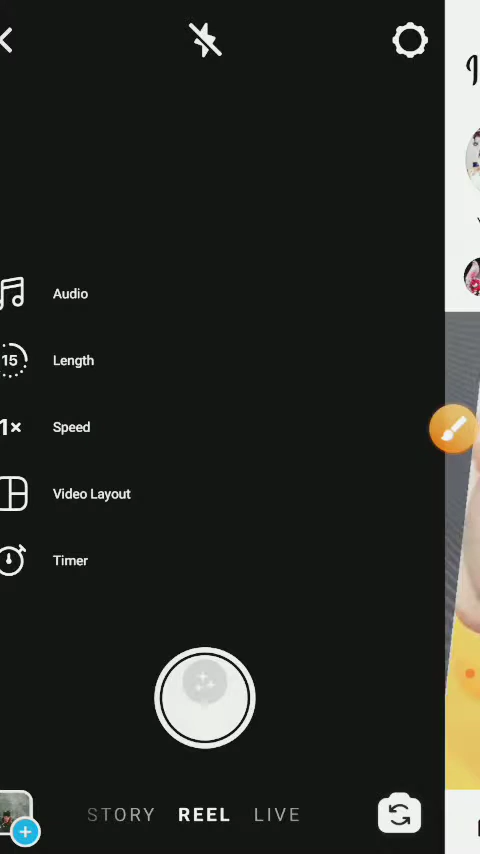 Audio
15
Length
1×
Speed
Video Layout
Timer
STORY REEL LIVE